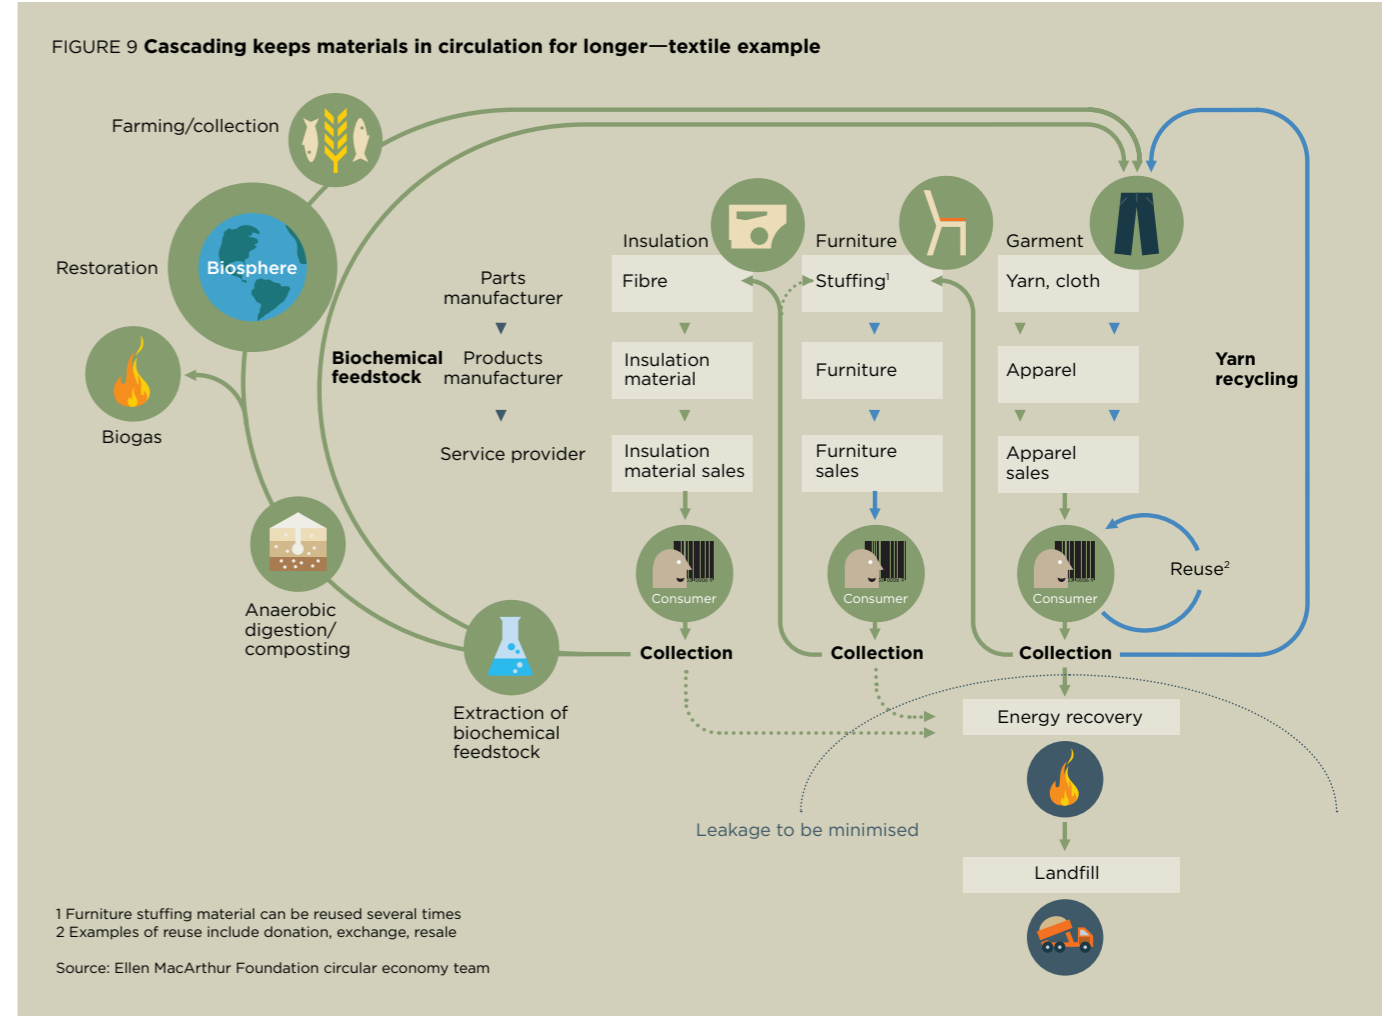 FIGURE 9 Cascading keeps materials in circulation for longer—textile example
Farming/collection
Restoration
Biosphere
Biogas
Anaerobic
digestion/
composting
Biochemical
feedstock
Extraction of
biochemical
feedstock
Parts
manufacturer
Products
manufacturer
Service provider
Insulation
Fibre
Insulation
material
Insulation
material sales
Consumer
Collection
Furniture
Stuffing¹
Furniture
Furniture
sales
Consumer
Collection
Garment
Yarn, cloth
Apparel
Apparel
sales
Consumer
Collection
Reuse²
Yarn
recycling
Energy recovery
Leakage to be minimised
Landfill
1 Furniture stuffing material can be reused several times
2 Examples of reuse include donation, exchange, resale
Source: Ellen MacArthur Foundation circular economy team